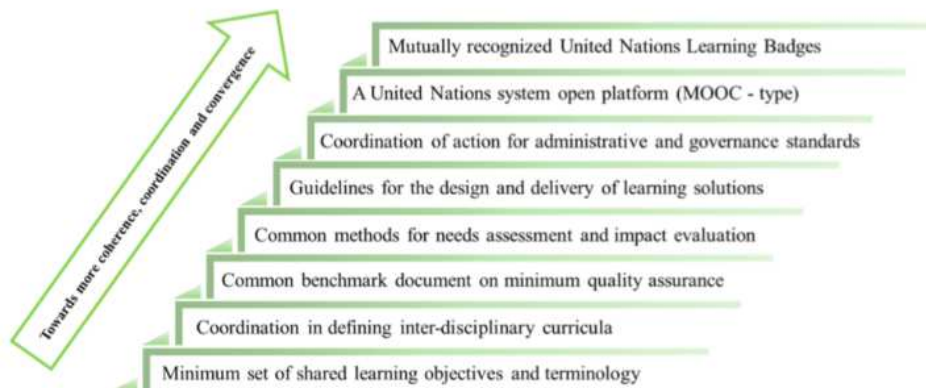 Mutually recognized United Nations Learning Badges
A United Nations system open platform (MOOC - type)
Coordination of action for administrative and governance standards
Guidelines for the design and delivery of learning solutions
Common methods for needs assessment and impact evaluation
Common benchmark document on minimum quality assurance
Coordination in defining inter-disciplinary curricula
Minimum set of shared learning objectives and terminology
Towards more coherence, coordination and convergence